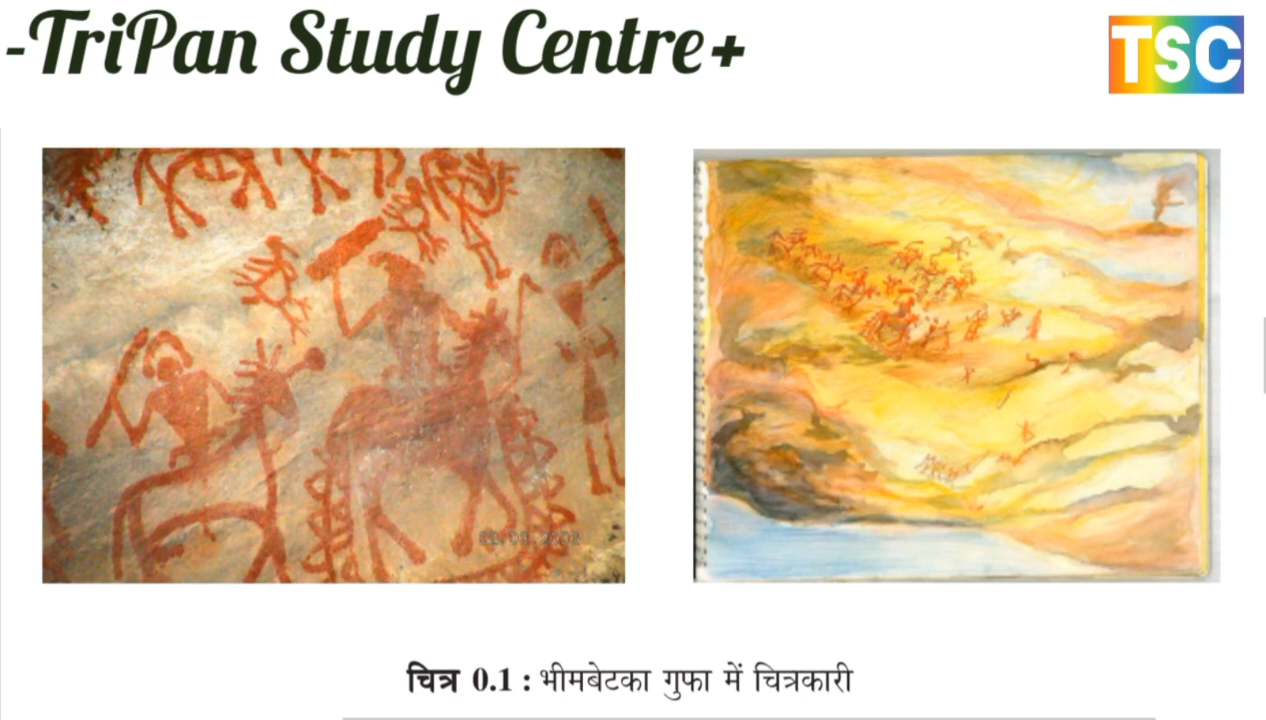 -TriPan Study Centre+
TSC
चित्र 0.1 : भीमबेटका गुफा में चित्रकारी